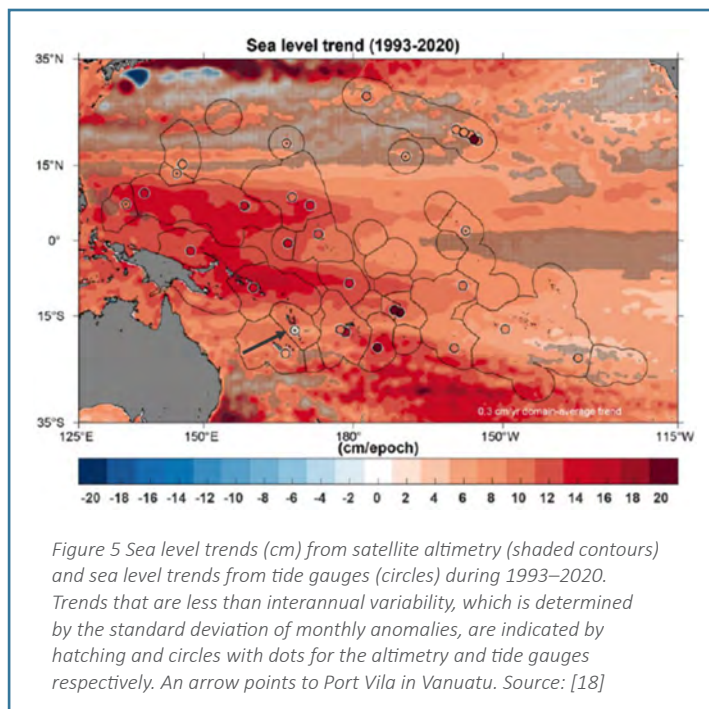 Sea level trend (1993-2020)
35°N
15°N
0°
15°S
35°S
0.3 cm/yr domain-average trend
125°E 150°E 180° 150°W 115°W
(cm/epoch)
-20 -18 -16 -14 -12 -10 -8 -6 -4 -2 0 2 4 6 8 10 12 14 16 18 20
Figure 5 Sea level trends (cm) from satellite altimetry (shaded contours)
and sea level trends from tide gauges (circles) during 1993–2020.
Trends that are less than interannual variability, which is determined
by the standard deviation of monthly anomalies, are indicated by
hatching and circles with dots for the altimetry and tide gauges
respectively. An arrow points to Port Vila in Vanuatu. Source: [18]